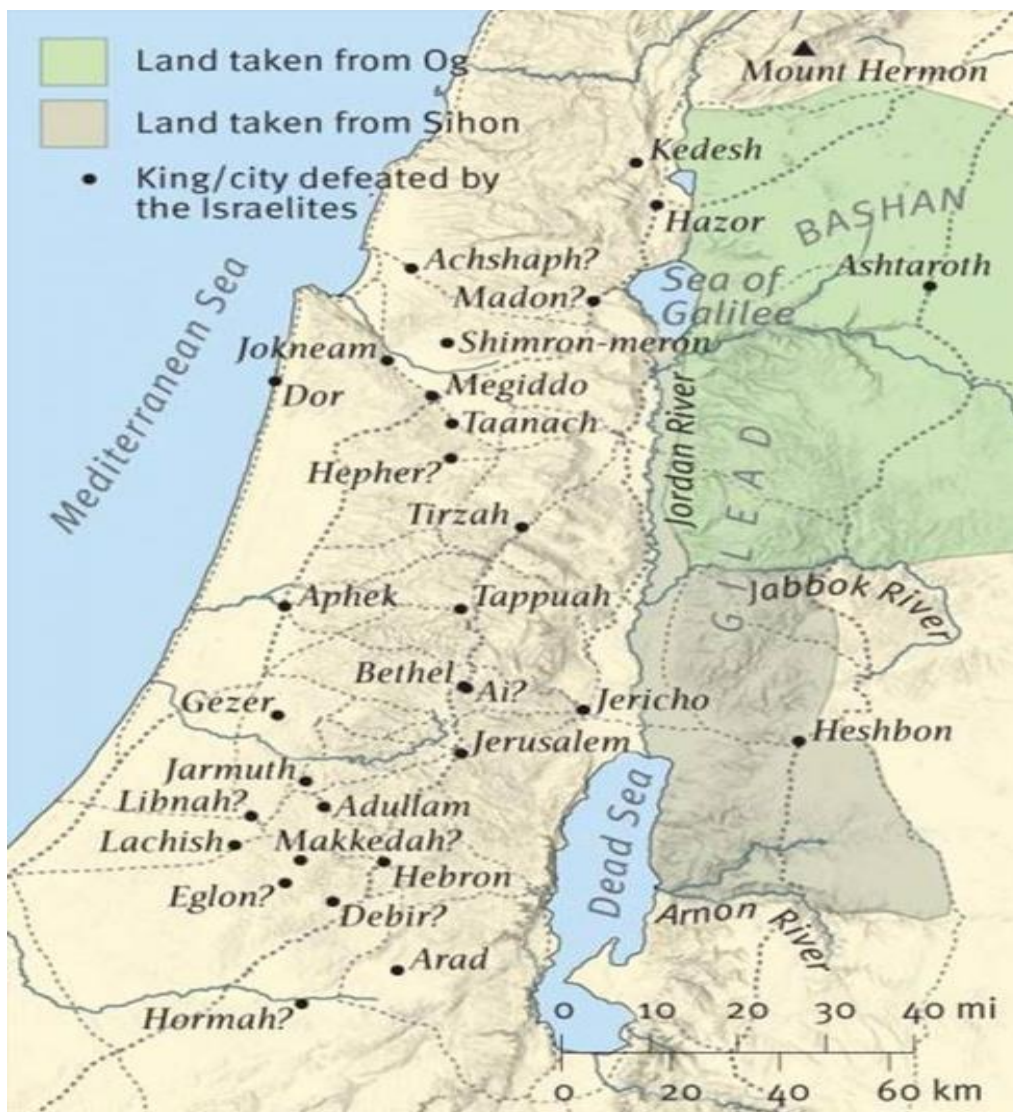 Land taken from Og
Land taken from Sihon
King/city defeated by
the Israelites
Mount Hermon
Kedesh
Hazor
BASHAN
Achshaph?
Ashtaroth
Madon?
Sea of
Galilee
Mediterranean Sea
Shimron-meron
Jokneam
Dor
Megiddo
Taanach
Hepher?
Jordan River
GILEAD
Tirzah
Aphek
Tappuah
Jabbok River
Bethel
Ai?
Jericho
Gezer
Jerusalem
Heshbon
Jarmuth
Libnah?
Adullam
Lachish
Makkedah?
Hebron
Eglon?
Debir?
Dead Sea
Arnon River
Arad
Hormah?
0 10 20 30 40 mi
0 20 40 60 km